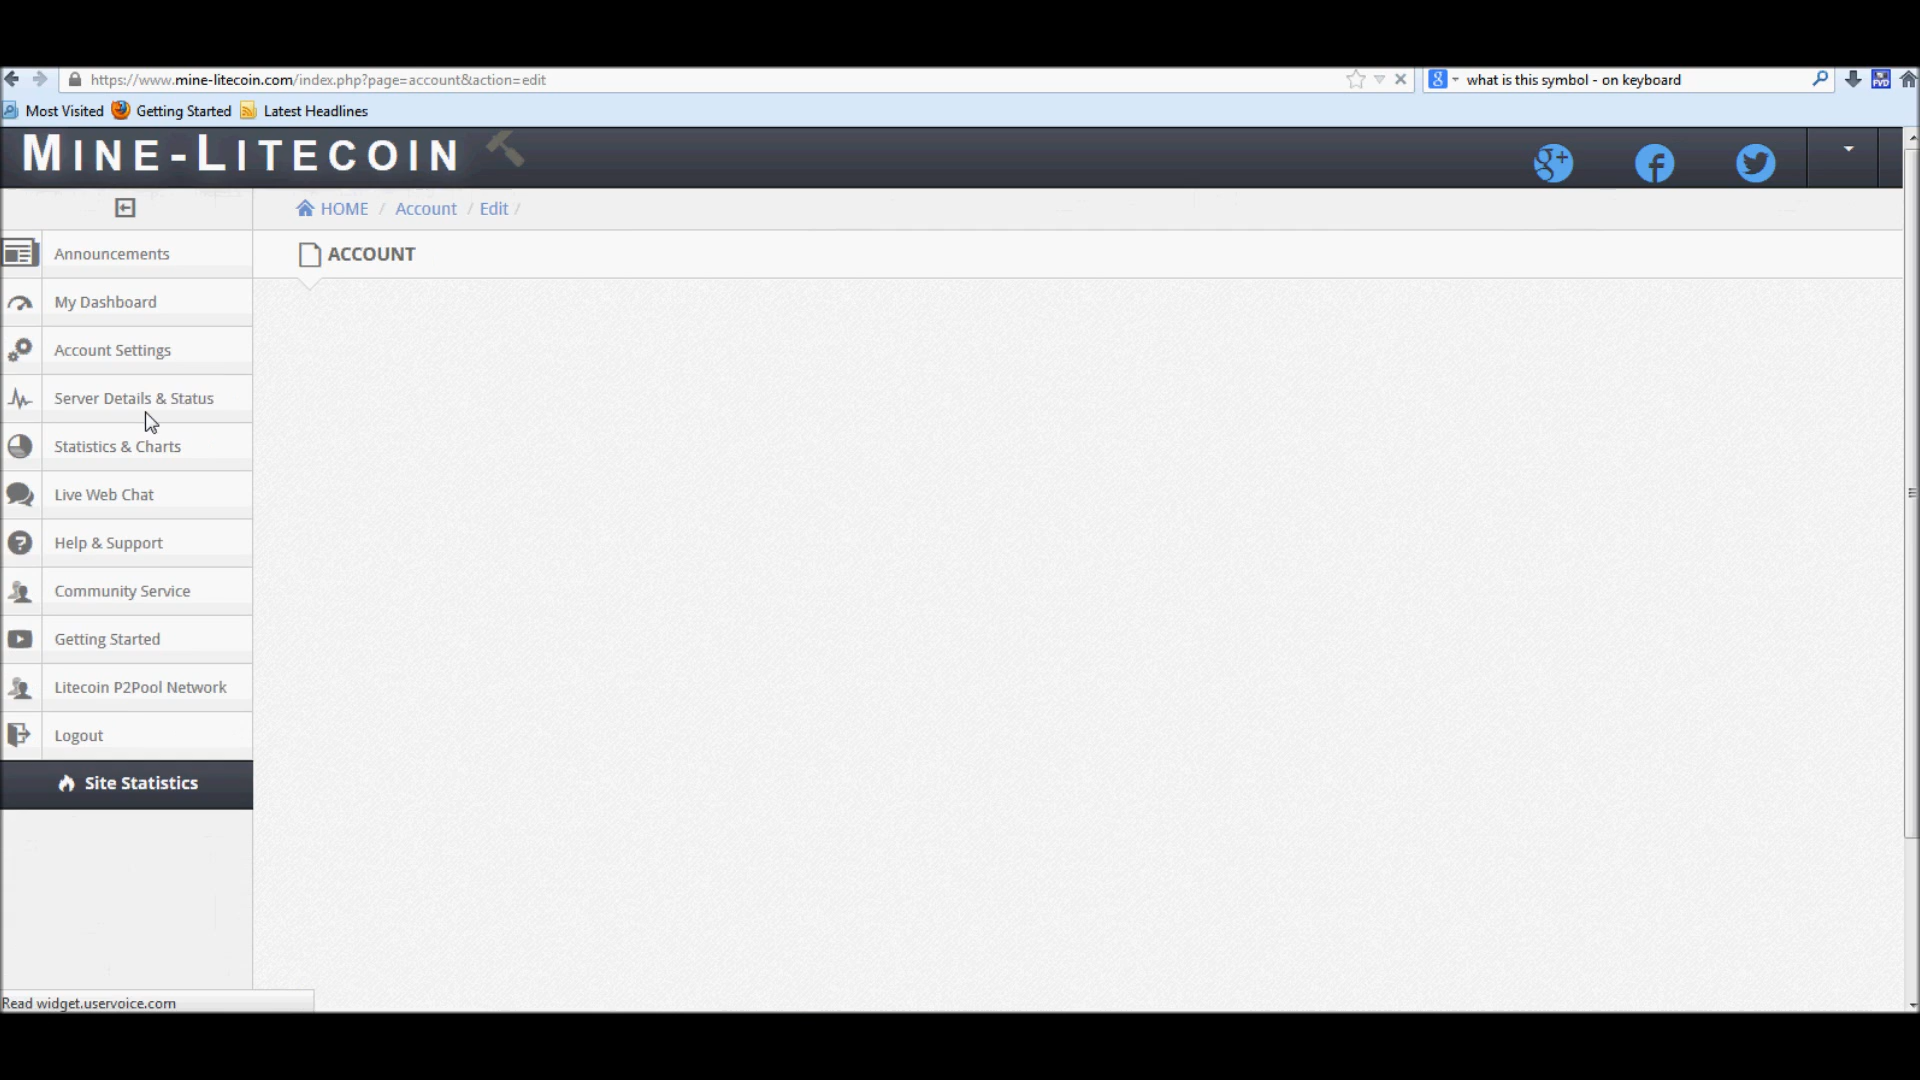 https://www.mine-litecoin.com/index.php?page=account&action=edit
what is this symbol - on keyboard
Most Visited Getting Started Latest Headlines
MINE-LITECOIN
HOME / Account / Edit /
ACCOUNT
Announcements
My Dashboard
Account Settings
Server Details & Status
Statistics & Charts
Live Web Chat
Help & Support
Community Service
Getting Started
Litecoin P2Pool Network
Logout
Site Statistics
Read widget.uservoice.com